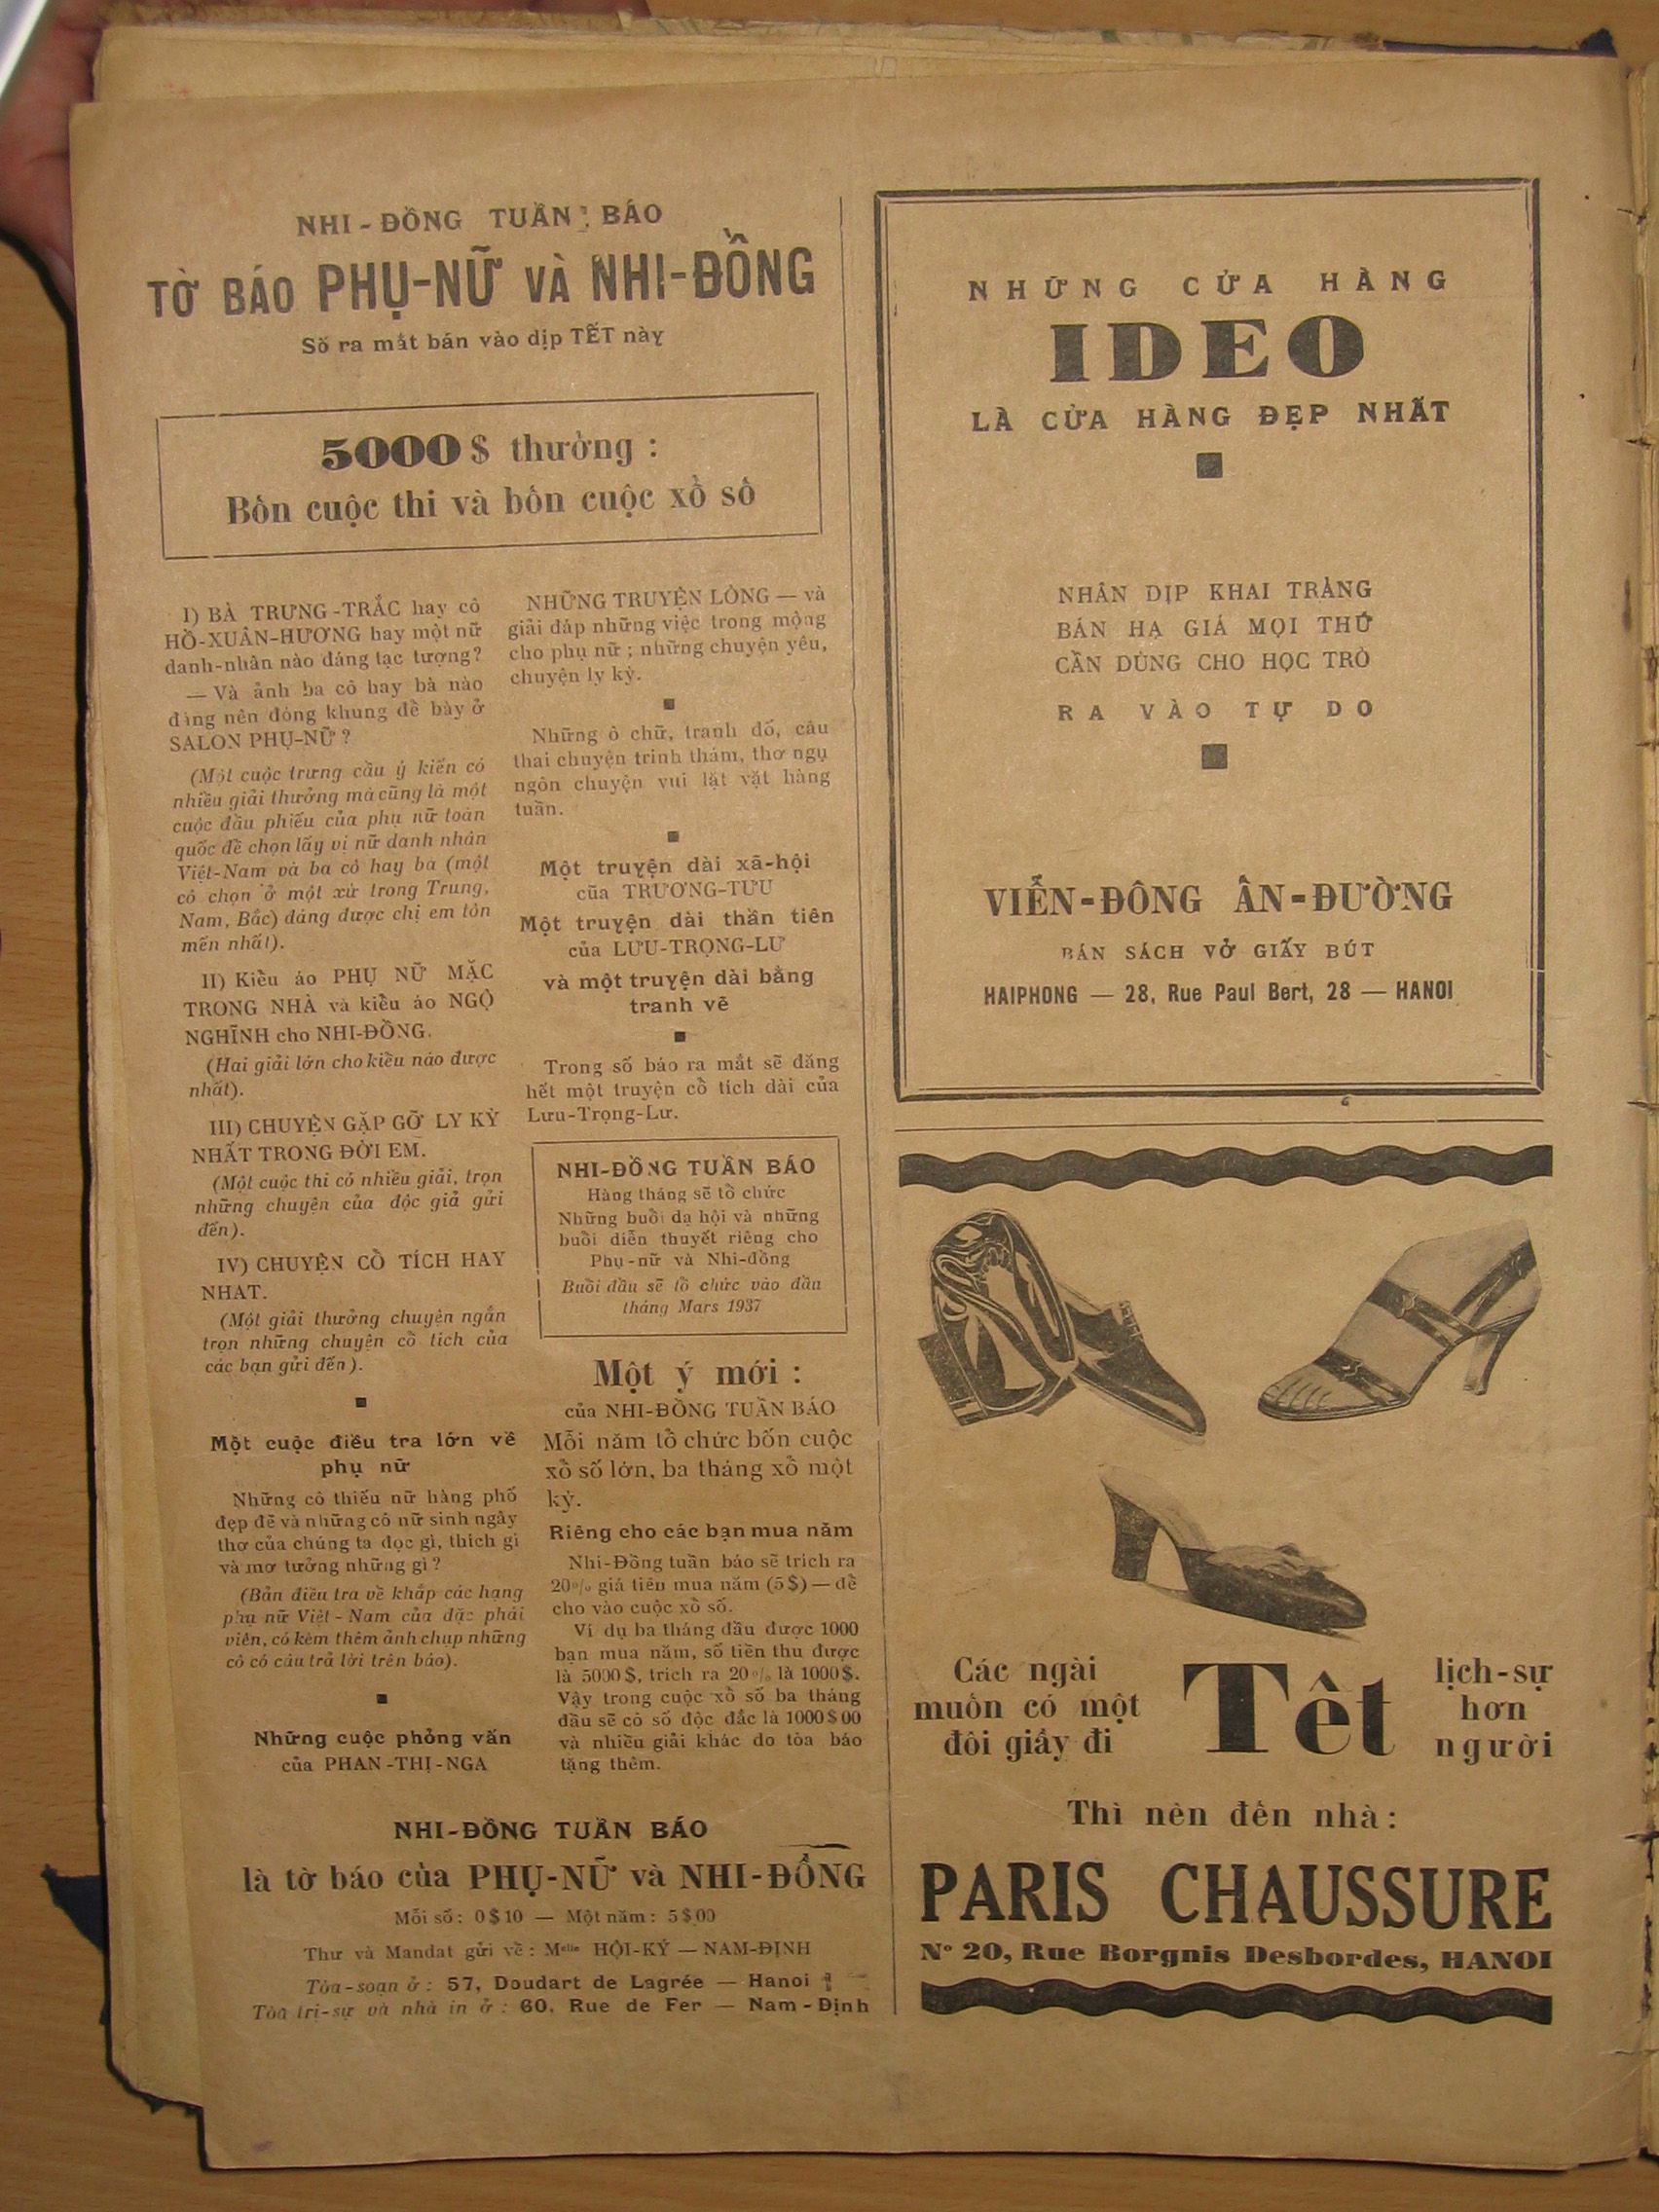 NHI-ĐỒNG TUẦN BÁO
TỜ BÁO PHỤ-NỮ VÀ NHI-ĐỒNG
Số ra mắt bán vào dịp TẾT này
5000$ thưởng :
Bốn cuộc thi và bốn cuộc xổ số
I) BÀ TRƯNG-TRẮC hay cô
HỒ-XUÂN-HƯƠNG hay một nữ
danh-nhân nào đáng tạc tượng?
— Và ảnh ba cô hay bà nào
đáng nên đóng khung để bày ở
SALON PHỤ-NỮ ?
(Một cuộc trưng cầu ý kiến có
nhiều giải thưởng mà cũng là một
cuộc đầu phiếu của phụ nữ toàn
quốc để chọn lấy vị nữ danh nhân
Việt-Nam và ba cô hay bà (một
cô chọn ở một xứ trong Trung,
Nam, Bắc) đáng được chị em tôn
mến nhất).
II) Kiểu áo PHỤ NỮ MẶC
TRONG NHÀ và kiểu áo NGỘ
NGHĨNH cho NHI-ĐỒNG.
(Hai giải lớn cho kiểu nào được
nhất).
III) CHUYỆN GẶP GỠ LY KỲ
NHẤT TRONG ĐỜI EM.
(Một cuộc thi có nhiều giải, trọn
những chuyện của độc giả gửi
đến).
IV) CHUYỆN CỔ TÍCH HAY
NHẤT.
(Một giải thưởng chuyện ngắn
trọn những chuyện cổ tích của
các bạn gửi đến).
Một cuộc điều tra lớn về
phụ nữ
Những cô thiếu nữ hàng phố
đẹp đẽ và những cô nữ sinh ngây
thơ của chúng ta đọc gì, thích gì
và mơ tưởng những gì ?
(Bản điều tra về khắp các hạng
phụ nữ Việt-Nam của đặc phái
viên, có kèm thêm ảnh chụp những
cô có câu trả lời trên báo).
Những cuộc phỏng vấn
của PHAN-THỊ-NGA
NHỮNG TRUYỆN LÒNG — và
giải đáp những việc trong mộng
cho phụ nữ ; những chuyện yêu,
chuyện ly kỳ.
Những ô chữ, tranh đố, câu
thai chuyện trinh thám, thơ ngụ
ngôn chuyện vui lặt vặt hàng
tuần.
Một truyện dài xã-hội
của TRƯƠNG-TỬU
Một truyện dài thần tiên
của LƯU-TRỌNG-LƯ
và một truyện dài bằng
tranh vẽ
Trong số báo ra mắt sẽ đăng
hết một truyện cổ tích dài của
Lưu-Trọng-Lư.
NHI-ĐỒNG TUẦN BÁO
Hàng tháng sẽ tổ chức
Những buổi dạ hội và những
buổi diễn thuyết riêng cho
Phụ-nữ và Nhi-đồng
Buổi đầu sẽ tổ chức vào đầu
tháng Mars 1937
Một ý mới :
của NHI-ĐỒNG TUẦN BÁO
Mỗi năm tổ chức bốn cuộc
xổ số lớn, ba tháng xổ một
kỳ.
Riêng cho các bạn mua năm
Nhi-Đồng tuần báo sẽ trích ra
20% giá tiền mua năm (5$) — để
cho vào cuộc xổ số.
Ví dụ ba tháng đầu được 1000
bạn mua năm, số tiền thu được
là 5000$, trích ra 20% là 1000$.
Vậy trong cuộc xổ số ba tháng
đầu sẽ có số độc đắc là 1000$00
và nhiều giải khác do tòa báo
tặng thêm.
NHI-ĐỒNG TUẦN BÁO
là tờ báo của PHỤ-NỮ và NHI-ĐỒNG
Mỗi số : 0$10 — Một năm : 5$00
Thư và Mandat gửi về : Melle HỘI-KÝ — NAM-ĐỊNH
Tòa-soạn ở : 57, Doudart de Lagrée — Hanoi
Tòa trị-sự và nhà in ở : 60, Rue de Fer — Nam-Định
NHỮNG CỬA HÀNG
IDEO
LÀ CỬA HÀNG ĐẸP NHẤT
NHÂN DỊP KHAI TRÀNG
BÁN HẠ GIÁ MỌI THỨ
CẦN DÙNG CHO HỌC TRÒ
RA VÀO TỰ DO
VIỄN-ĐÔNG ẤN-ĐƯỜNG
BÁN SÁCH VỞ GIẤY BÚT
HAIPHONG — 28, Rue Paul Bert, 28 — HANOI
Các ngài
muốn có một
đôi giầy đi
Tết
lịch-sự
hơn
người
Thì nên đến nhà :
PARIS CHAUSSURE
Nº 20, Rue Borgnis Desbordes, HANOI